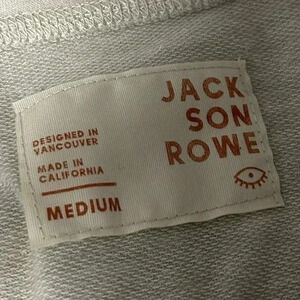 JACK
SON
ROWE
DESIGNED IN
VANCOUVER
MADE IN
CALIFORNIA
MEDIUM